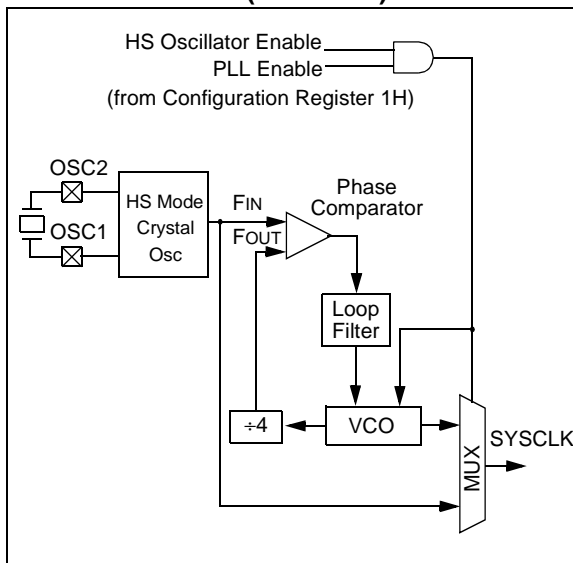 HS Oscillator Enable
PLL Enable
(from Configuration Register 1H)
OSC2
OSC1
HS Mode
Crystal
Osc
FIN
FOUT
Phase
Comparator
Loop
Filter
÷4
VCO
MUX
SYSCLK